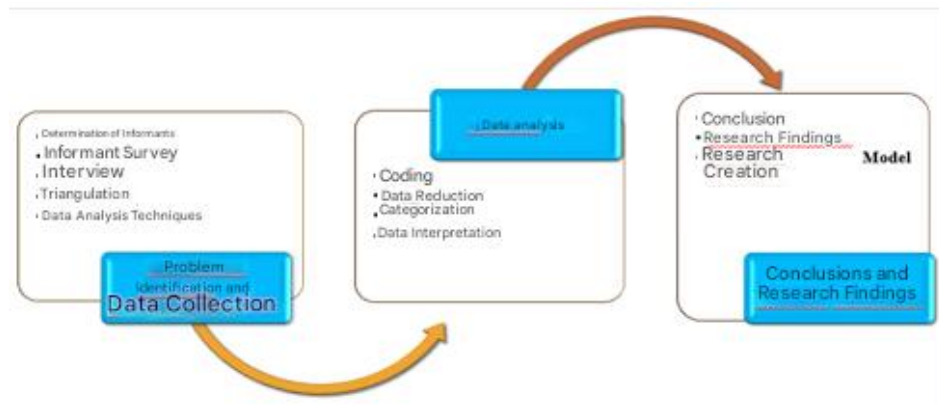 Determination of Informants
Informant Survey
Interview
Triangulation
Data Analysis Techniques
Problem
Identification and
Data Collection
Data analysis
Coding
Data Reduction
Categorization
Data Interpretation
Conclusion
Research Findings
Research Model
Creation
Conclusions and
Research Findings